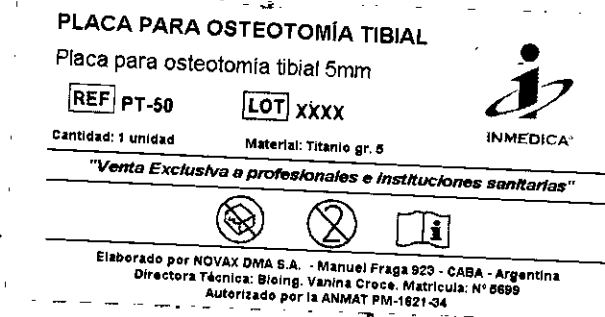 PLACA PARA OSTEOTOMÍA TIBIAL
Placa para osteotomía tibial 5mm
REF PT-50 LOT XXXX
INMEDICA
Cantidad: 1 unidad Material: Titanio gr. 5
"Venta Exclusiva a profesionales e instituciones sanitarias"
2
Elaborado por NOVAX DMA S.A. - Manuel Fraga 923 - CABA - Argentina
Directora Técnica: Bioing. Vanina Croce. Matricula: Nº 5699
Autorizado por la ANMAT PM-1621-34